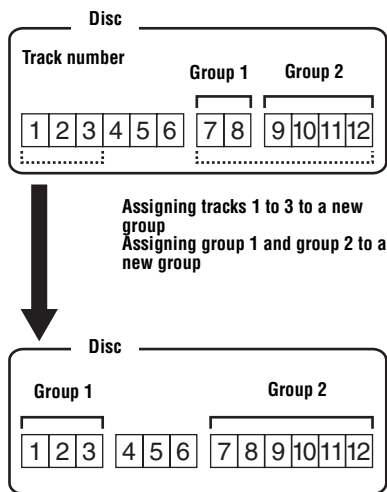 Disc
Track number
Group 1 Group 2
1 2 3 4 5 6 7 8 9 10 11 12
Assigning tracks 1 to 3 to a new
group
Assigning group 1 and group 2 to a
new group
Disc
Group 1 Group 2
1 2 3 4 5 6 7 8 9 10 11 12